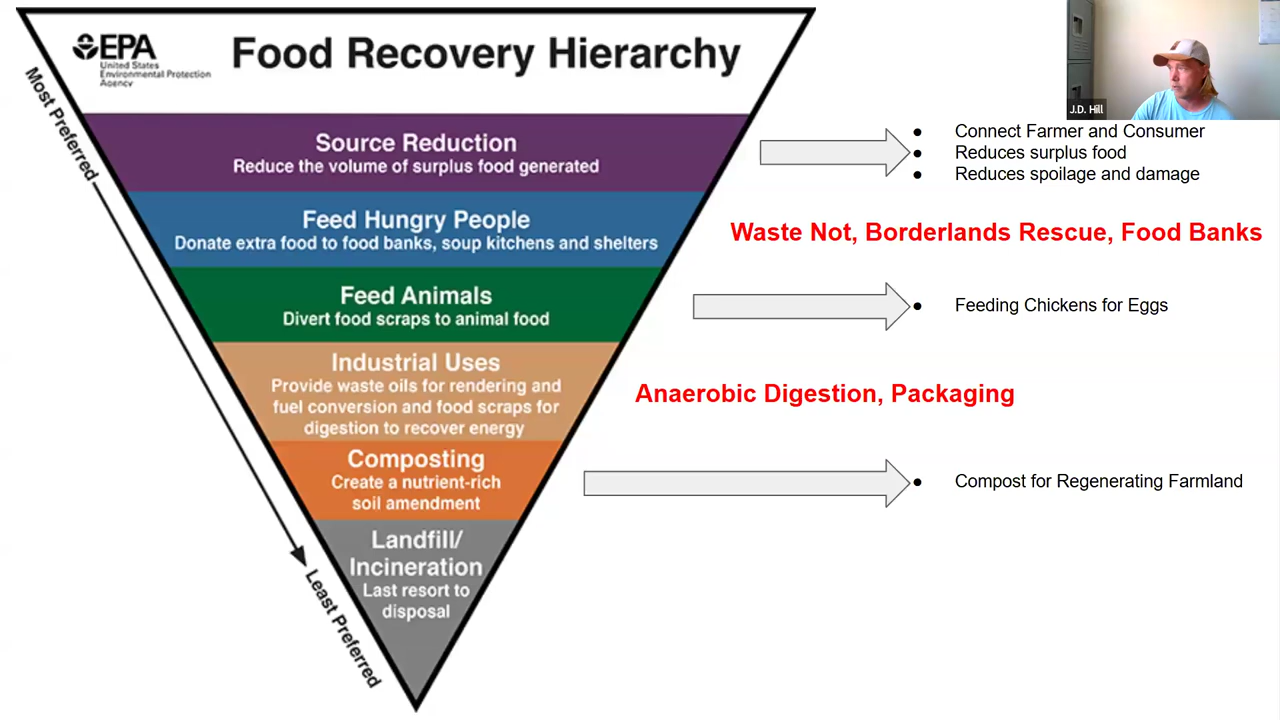 EPA
United States
Environmental Protection
Agency
Food Recovery Hierarchy
Most Preferred
Source Reduction
Reduce the volume of surplus food generated
Feed Hungry People
Donate extra food to food banks, soup kitchens and shelters
Feed Animals
Divert food scraps to animal food
Industrial Uses
Provide waste oils for rendering and
fuel conversion and food scraps for
digestion to recover energy
Composting
Create a nutrient-rich
soil amendment
Landfill/
Incineration
Last resort to
disposal
Least Preferred
J.D. Hill
• Connect Farmer and Consumer
• Reduces surplus food
• Reduces spoilage and damage
Waste Not, Borderlands Rescue, Food Banks
• Feeding Chickens for Eggs
Anaerobic Digestion, Packaging
• Compost for Regenerating Farmland